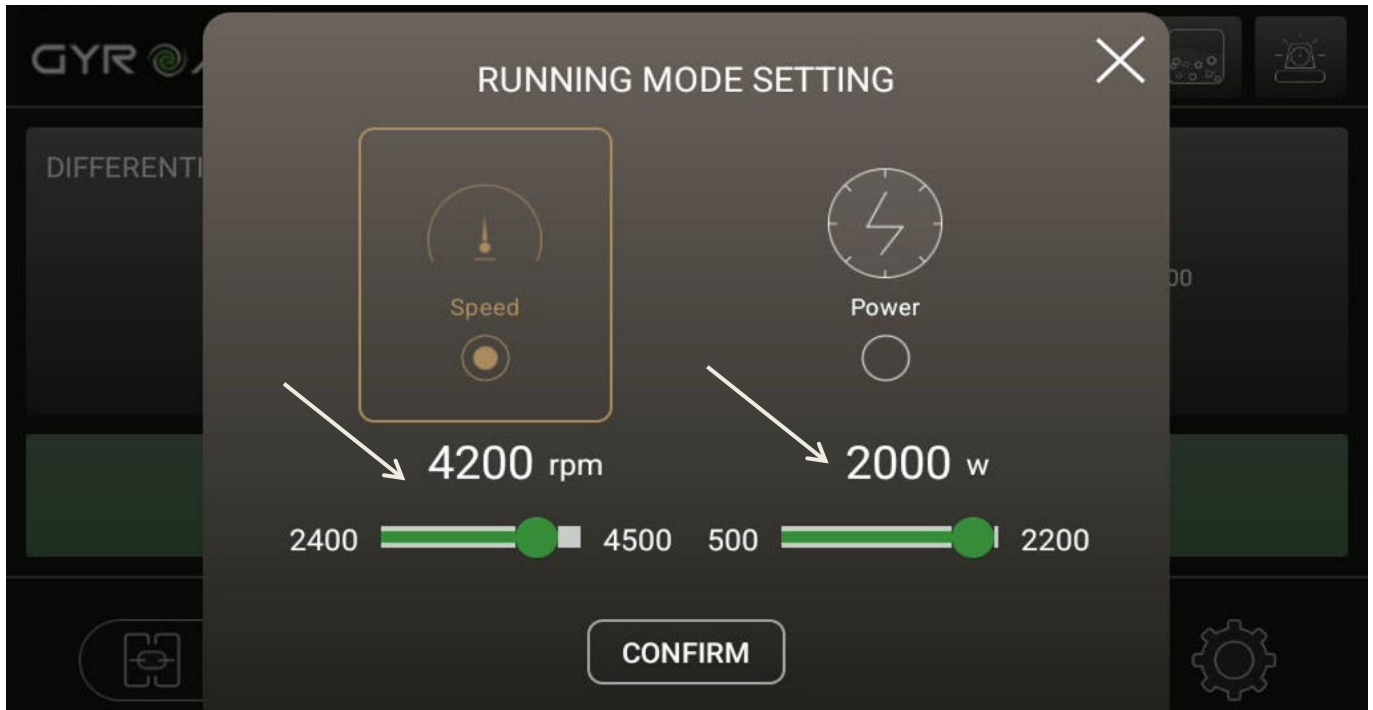 GYR
RUNNING MODE SETTING
DIFFERENTI
00
Speed
Power
4200 rpm
2000 w
2400
4500
500
2200
CONFIRM